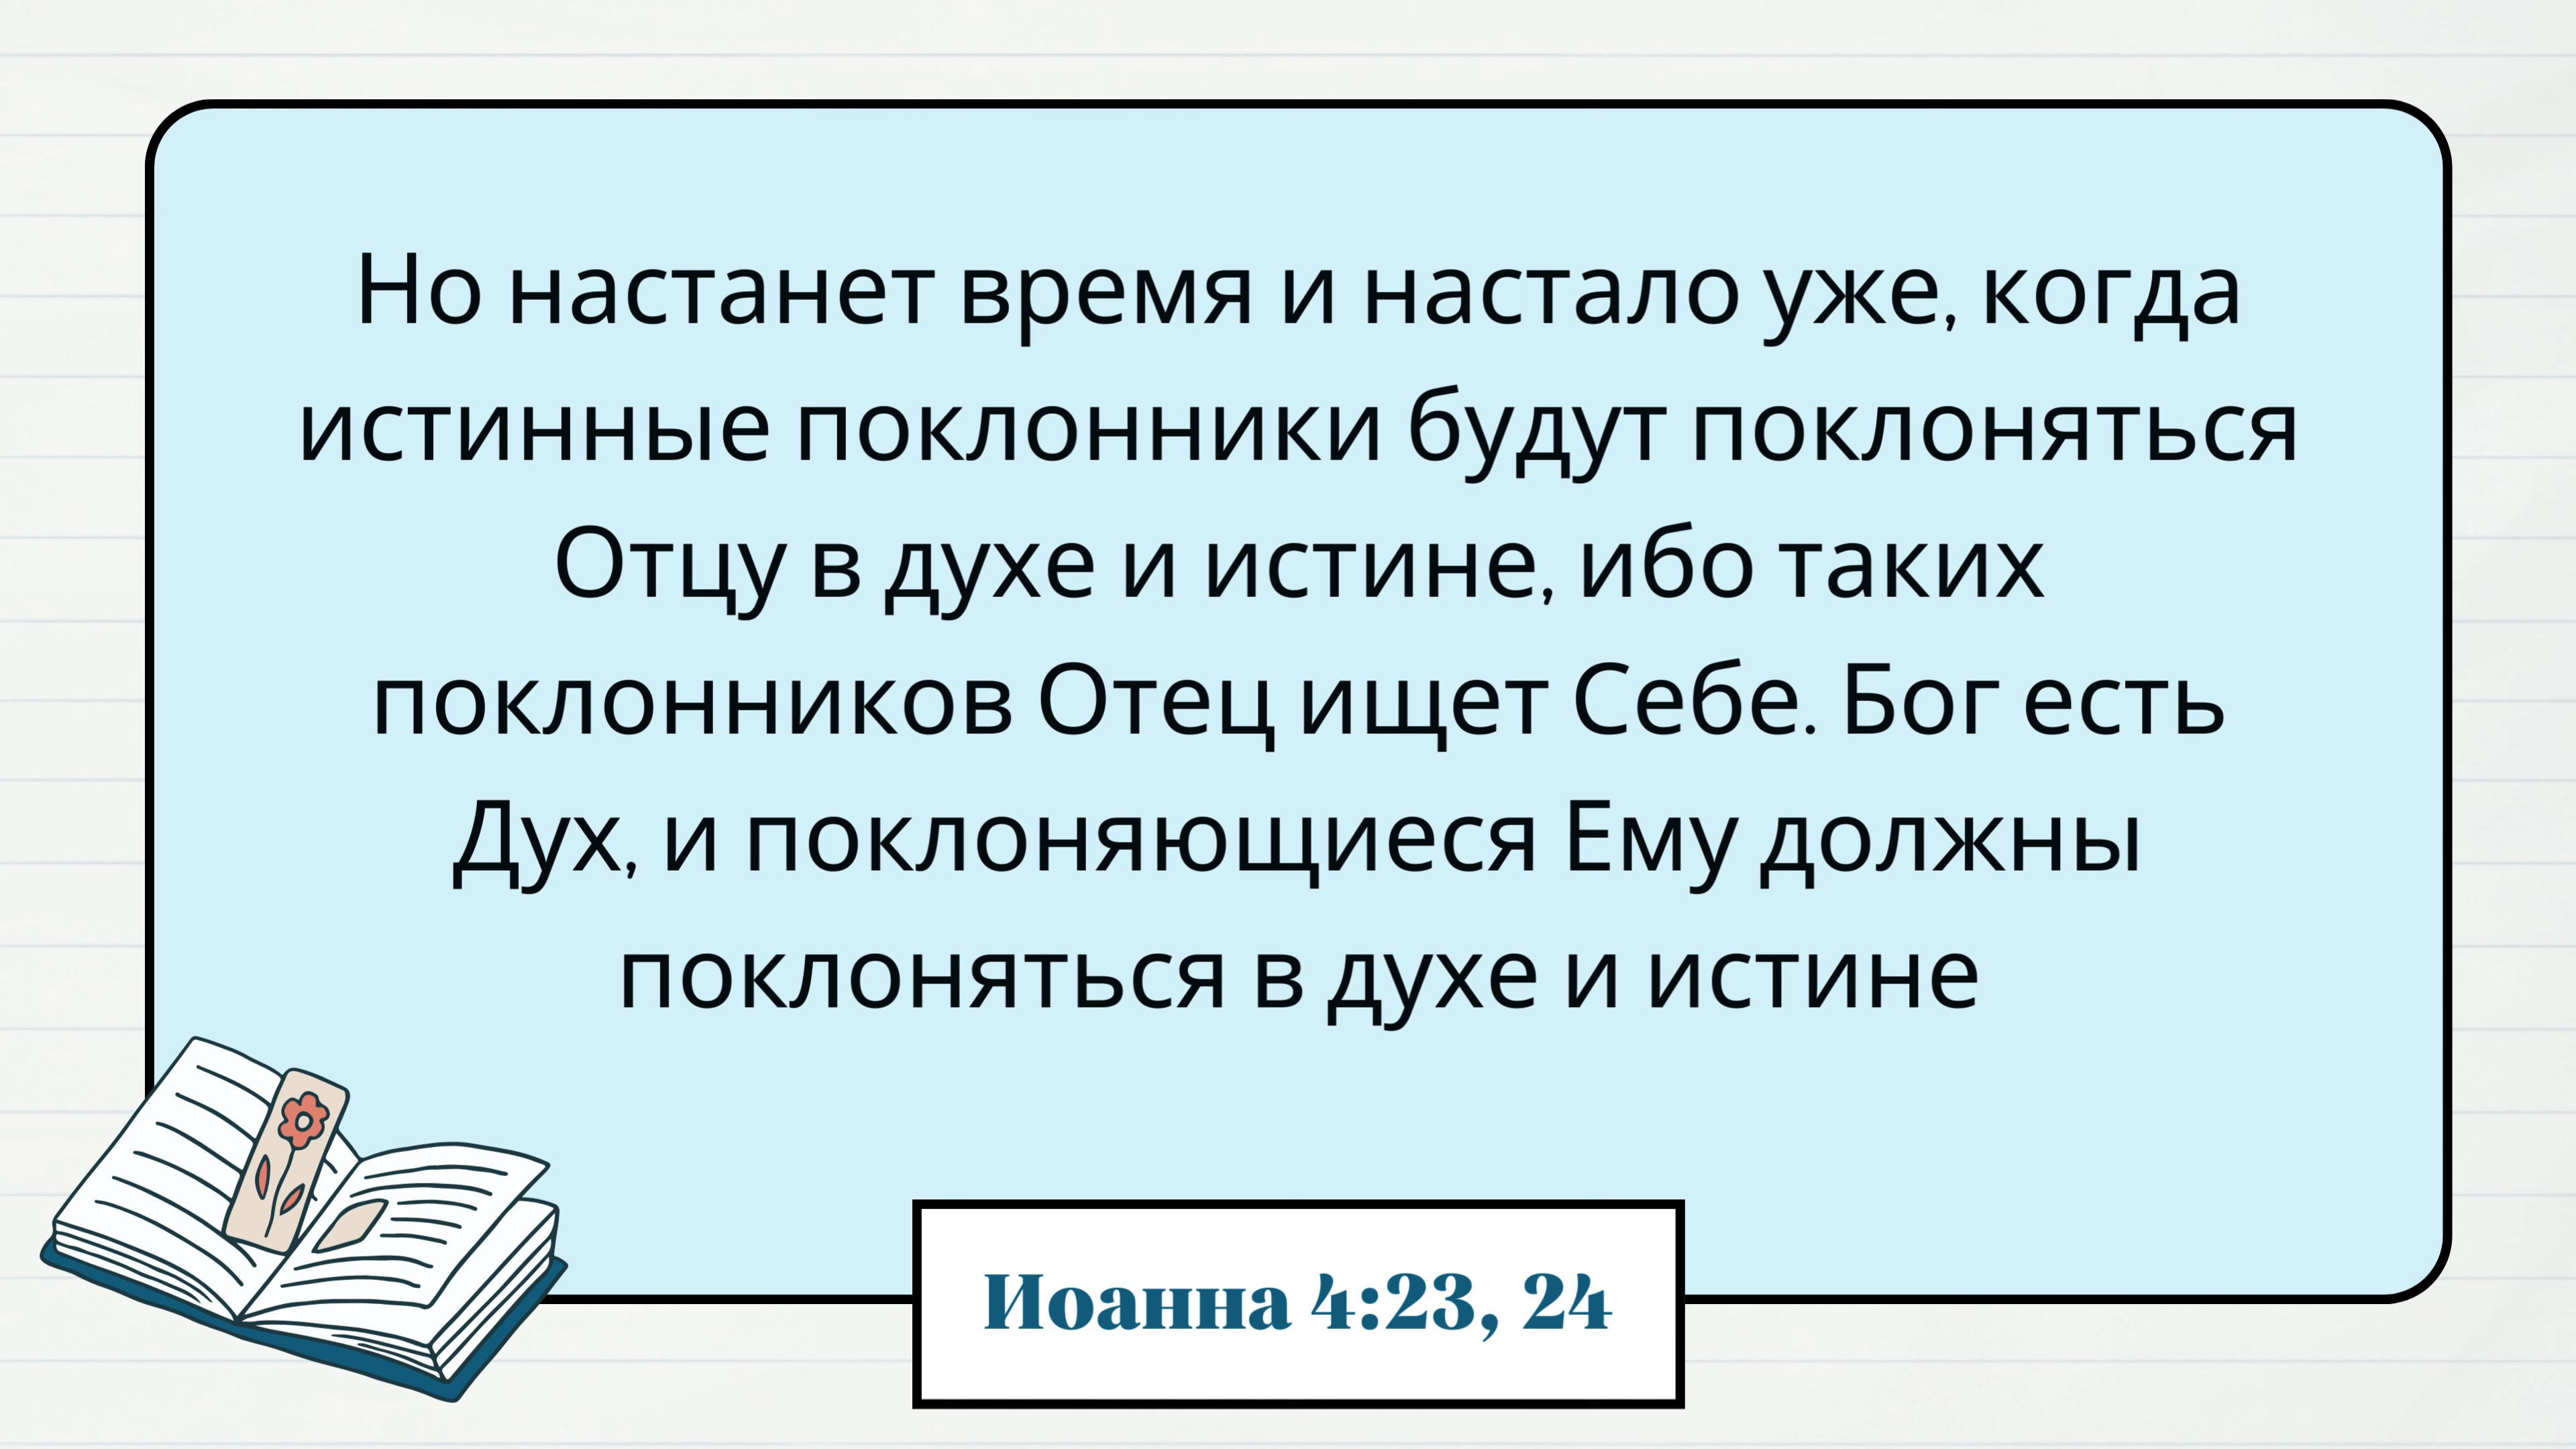 Но настанет время и настало уже, когда
истинные поклонники будут поклоняться
Отцу в духе и истине, ибо таких
поклонников Отец ищет Себе. Бог есть
Дух, и поклоняющиеся Ему должны
поклоняться в духе и истине
Иоанна 4:23, 24